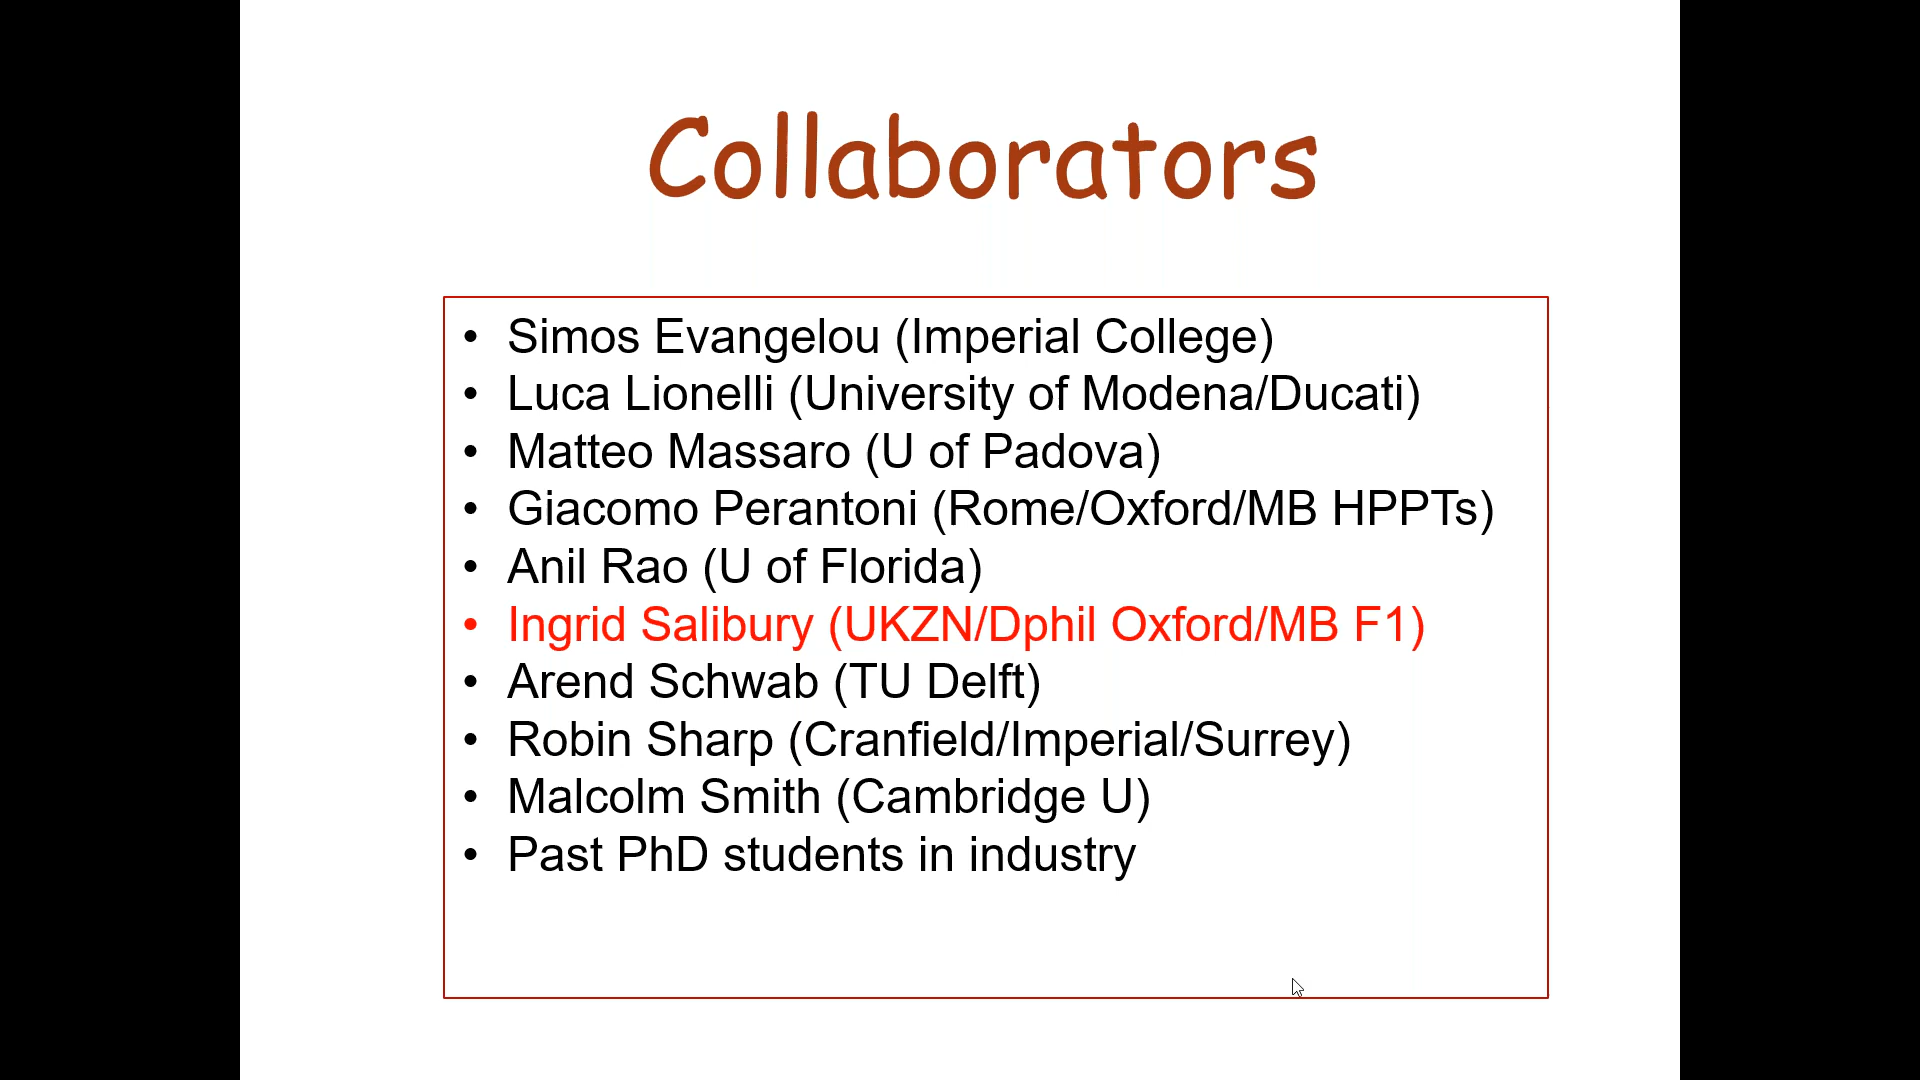 Collaborators
• Simos Evangelou (Imperial College)
• Luca Lionelli (University of Modena/Ducati)
• Matteo Massaro (U of Padova)
• Giacomo Perantoni (Rome/Oxford/MB HPPTs)
• Anil Rao (U of Florida)
• Ingrid Salibury (UKZN/Dphil Oxford/MB F1)
• Arend Schwab (TU Delft)
• Robin Sharp (Cranfield/Imperial/Surrey)
• Malcolm Smith (Cambridge U)
• Past PhD students in industry